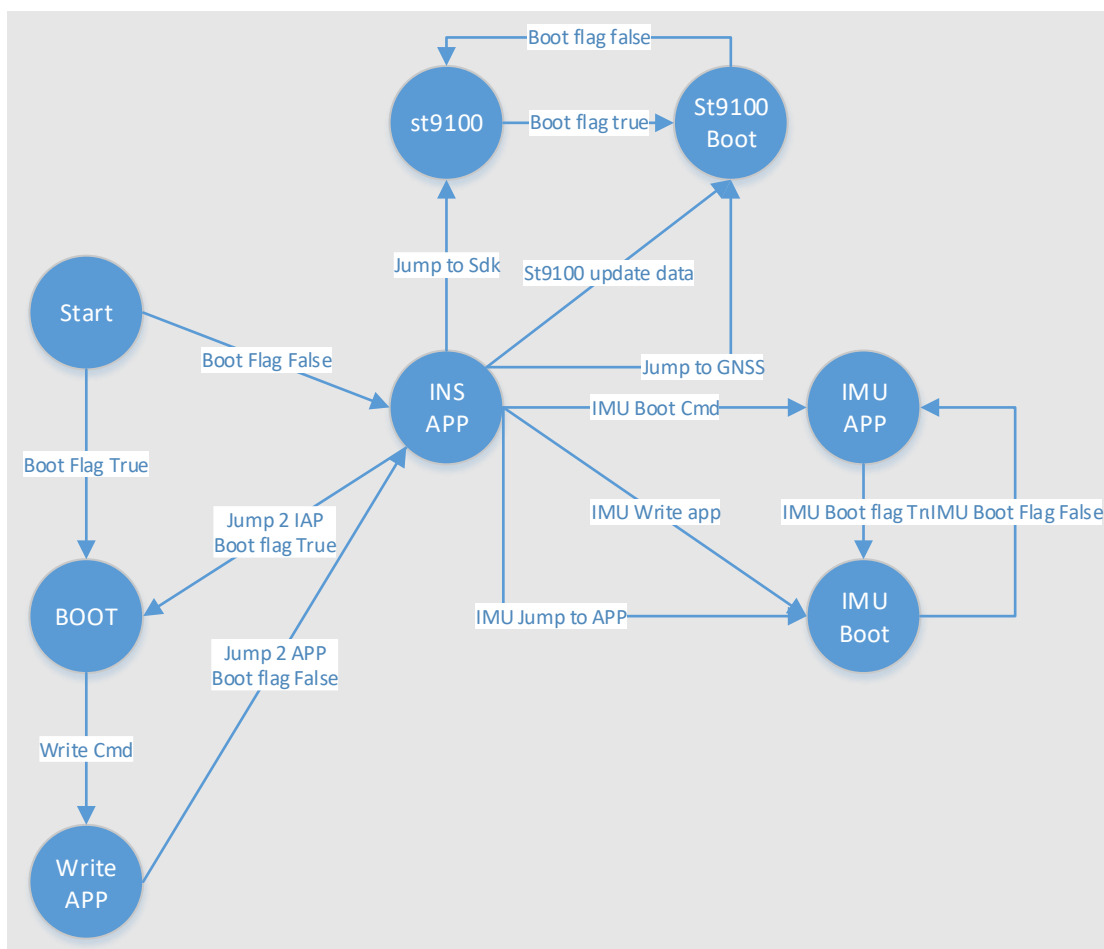 Boot flag false
st9100
Boot flag true
St9100
Boot
Jump to Sdk
St9100 update data
Start
Boot Flag False
Jump to GNSS
INS
APP
IMU Boot Cmd
IMU
APP
Boot Flag True
Jump 2 IAP
Boot flag True
IMU Write app
IMU Boot flag
IMU Boot Flag False
BOOT
IMU Jump to APP
IMU
Boot
Jump 2 APP
Boot flag False
Write Cmd
Write
APP